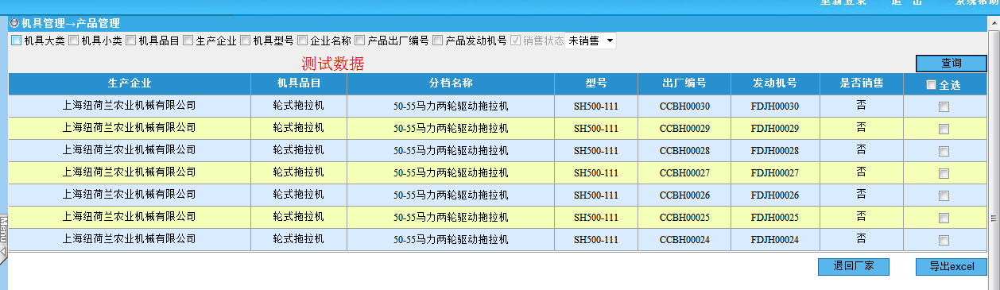 重新登录 退 出 系统帮助
机具管理→产品管理
机具大类 机具小类 机具品目 生产企业 机具型号 企业名称 产品出厂编号 产品发动机号 销售状态 未销售
测试数据 查询
生产企业 机具品目 分档名称 型号 出厂编号 发动机号 是否销售 全选
上海纽荷兰农业机械有限公司 轮式拖拉机 50-55马力两轮驱动拖拉机 SH500-111 CCBH00030 FDJH00030 否
上海纽荷兰农业机械有限公司 轮式拖拉机 50-55马力两轮驱动拖拉机 SH500-111 CCBH00029 FDJH00029 否
上海纽荷兰农业机械有限公司 轮式拖拉机 50-55马力两轮驱动拖拉机 SH500-111 CCBH00028 FDJH00028 否
上海纽荷兰农业机械有限公司 轮式拖拉机 50-55马力两轮驱动拖拉机 SH500-111 CCBH00027 FDJH00027 否
上海纽荷兰农业机械有限公司 轮式拖拉机 50-55马力两轮驱动拖拉机 SH500-111 CCBH00026 FDJH00026 否
上海纽荷兰农业机械有限公司 轮式拖拉机 50-55马力两轮驱动拖拉机 SH500-111 CCBH00025 FDJH00025 否
上海纽荷兰农业机械有限公司 轮式拖拉机 50-55马力两轮驱动拖拉机 SH500-111 CCBH00024 FDJH00024 否
Menu
退回厂家 导出excel